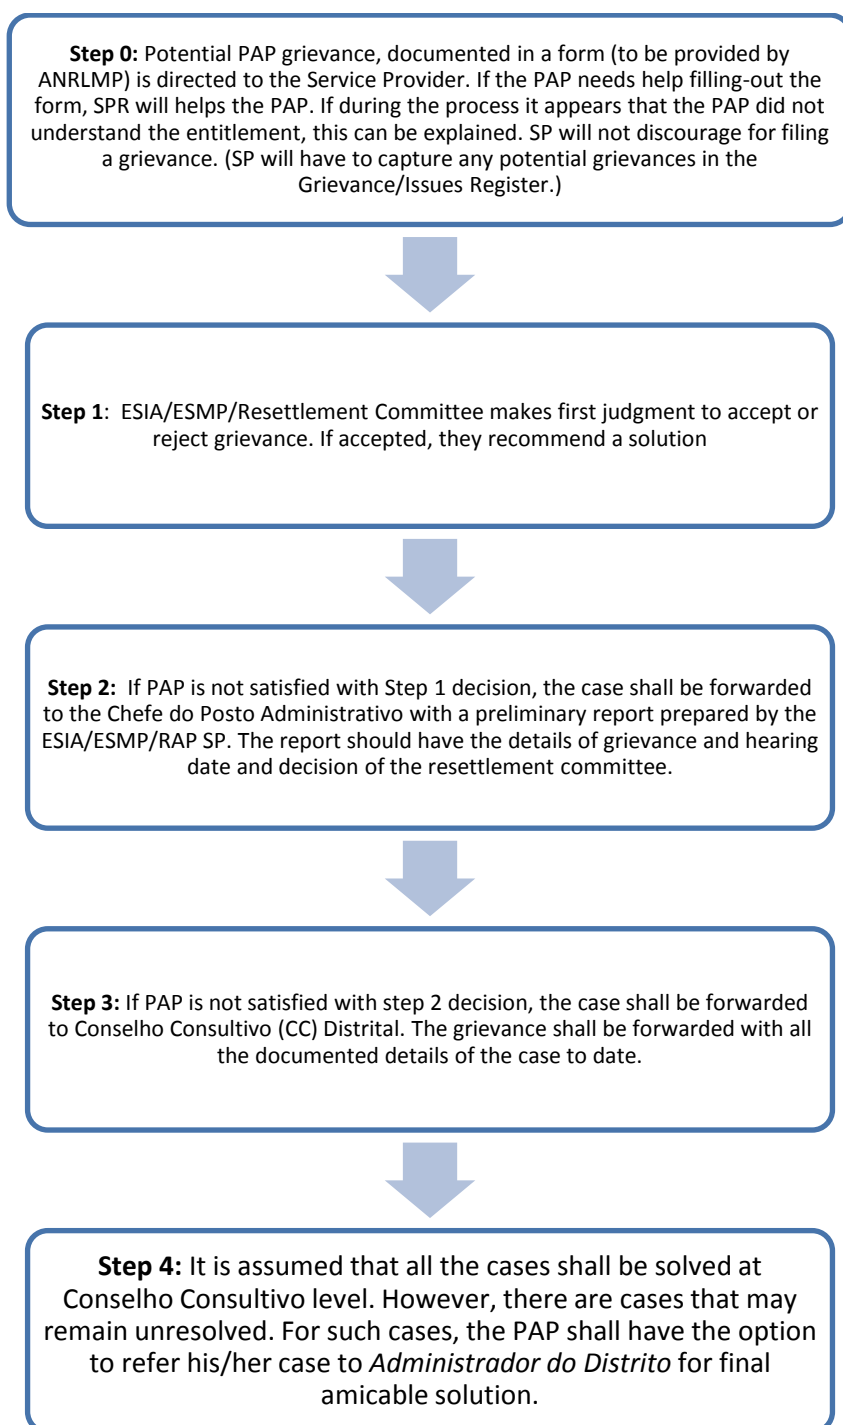 Step 0: Potential PAP grievance, documented in a form (to be provided by
ANRLMP) is directed to the Service Provider. If the PAP needs help filling-out the
form, SPR will helps the PAP. If during the process it appears that the PAP did not
understand the entitlement, this can be explained. SP will not discourage for filing
a grievance. (SP will have to capture any potential grievances in the
Grievance/Issues Register.)
Step 1: ESIA/ESMP/Resettlement Committee makes first judgment to accept or
reject grievance. If accepted, they recommend a solution
Step 2: If PAP is not satisfied with Step 1 decision, the case shall be forwarded
to the Chefe do Posto Administrativo with a preliminary report prepared by the
ESIA/ESMP/RAP SP. The report should have the details of grievance and hearing
date and decision of the resettlement committee.
Step 3: If PAP is not satisfied with step 2 decision, the case shall be forwarded
to Conselho Consultivo (CC) Distrital. The grievance shall be forwarded with all
the documented details of the case to date.
Step 4: It is assumed that all the cases shall be solved at
Conselho Consultivo level. However, there are cases that may
remain unresolved. For such cases, the PAP shall have the option
to refer his/her case to Administrador do Distrito for final
amicable solution.